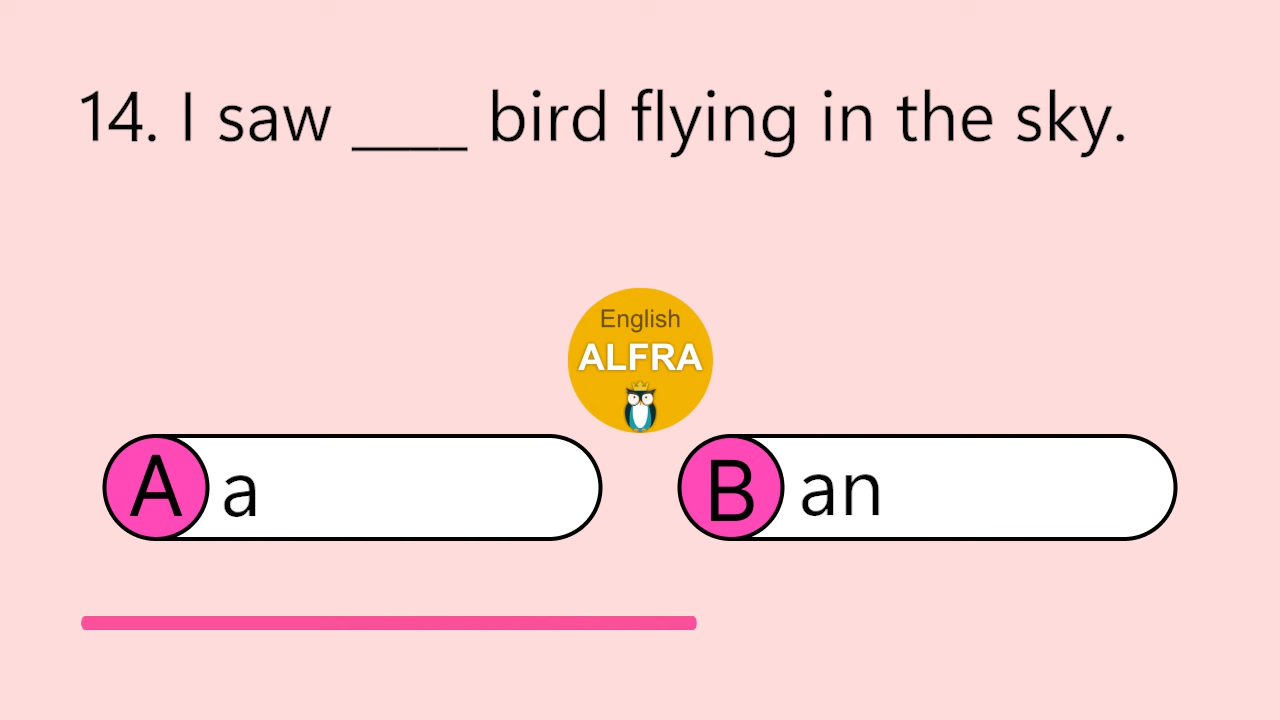 14. I saw ____ bird flying in the sky.
English
ALFRA
A a
B an